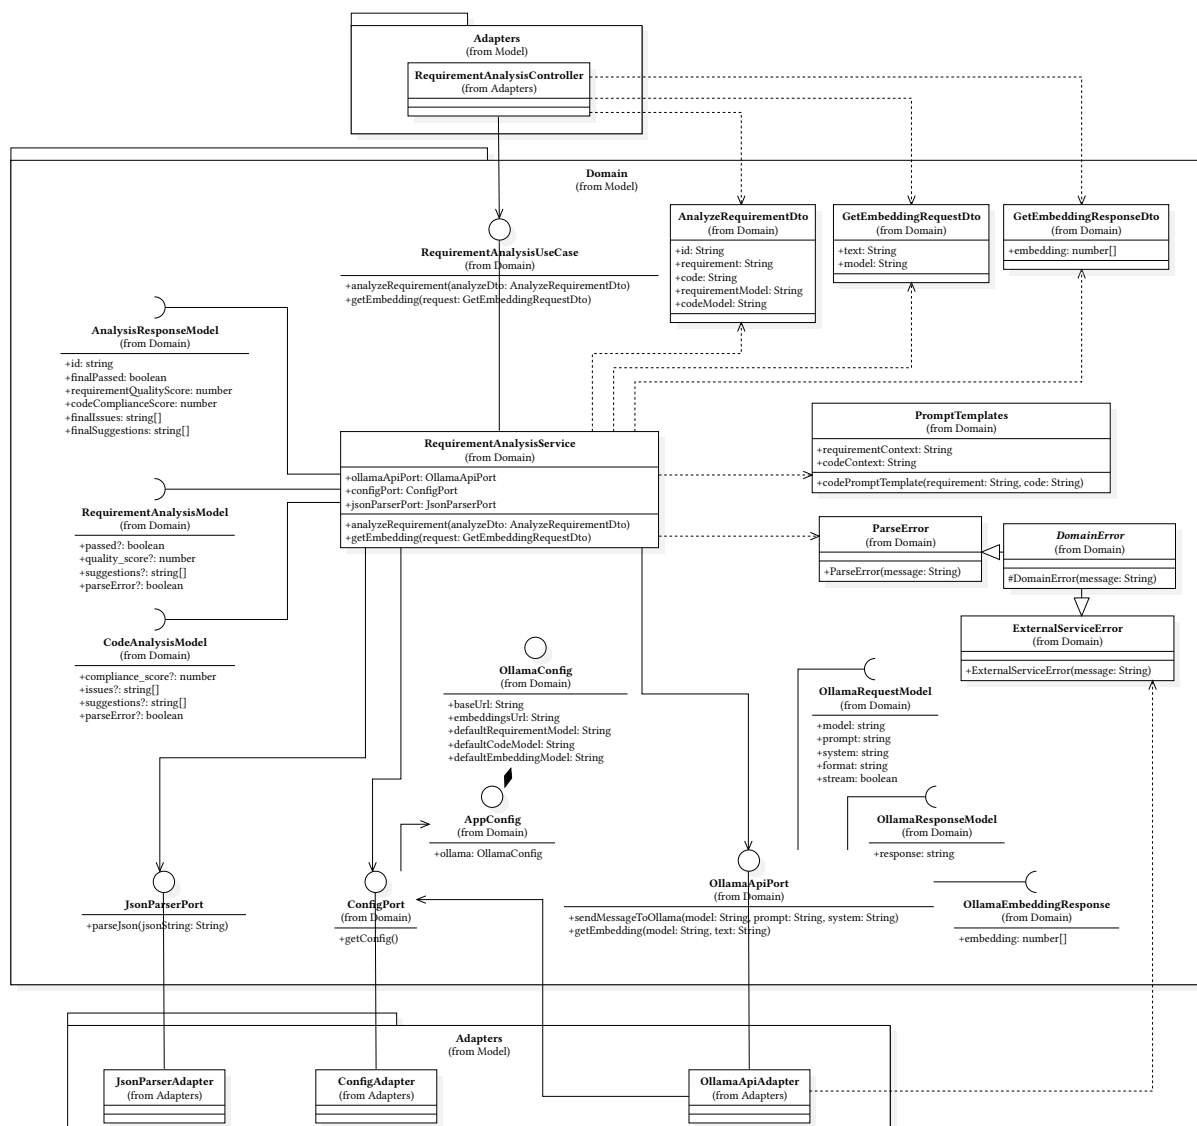 Adapters
(from Model)
RequirementAnalysisController
(from Adapters)
Domain
(from Model)
RequirementAnalysisUseCase
(from Domain)
+analyzeRequirement(analyzeDto: AnalyzeRequirementDto)
+getEmbedding(request: GetEmbeddingRequestDto)
AnalyzeRequirementDto
(from Domain)
+id: String
+requirement: String
+code: String
+requirementModel: String
+codeModel: String
GetEmbeddingRequestDto
(from Domain)
+text: String
+model: String
GetEmbeddingResponseDto
(from Domain)
+embedding: number[]
AnalysisResponseModel
(from Domain)
+id: string
+finalPassed: boolean
+requirementQualityScore: number
+codeComplianceScore: number
+finalIssues: string[]
+finalSuggestions: string[]
RequirementAnalysisService
(from Domain)
+ollamaApiPort: OllamaApiPort
+configPort: ConfigPort
+jsonParserPort: JsonParserPort
+analyzeRequirement(analyzeDto: AnalyzeRequirementDto)
+getEmbedding(request: GetEmbeddingRequestDto)
PromptTemplates
(from Domain)
+requirementContext: String
+codeContext: String
+codePromptTemplate(requirement: String, code: String)
RequirementAnalysisModel
(from Domain)
+passed?: boolean
+quality_score?: number
+suggestions?: string[]
+parseError?: boolean
ParseError
(from Domain)
+ParseError(message: String)
DomainError
(from Domain)
#DomainError(message: String)
ExternalServiceError
(from Domain)
+ExternalServiceError(message: String)
CodeAnalysisModel
(from Domain)
+compliance_score?: number
+issues?: string[]
+suggestions?: string[]
+parseError?: boolean
OllamaConfig
(from Domain)
+baseUrl: String
+embeddingsUrl: String
+defaultRequirementModel: String
+defaultCodeModel: String
+defaultEmbeddingModel: String
OllamaRequestModel
(from Domain)
+model: string
+prompt: string
+system: string
+format: string
+stream: boolean
AppConfig
(from Domain)
+ollama: OllamaConfig
OllamaResponseModel
(from Domain)
+response: string
JsonParserPort
+parseJson(jsonString: String)
ConfigPort
(from Domain)
+getConfig()
OllamaApiPort
(from Domain)
+sendMessageToOllama(model: String, prompt: String, system: String)
+getEmbedding(model: String, text: String)
OllamaEmbeddingResponse
(from Domain)
+embedding: number[]
Adapters
(from Model)
JsonParserAdapter
(from Adapters)
ConfigAdapter
(from Adapters)
OllamaApiAdapter
(from Adapters)